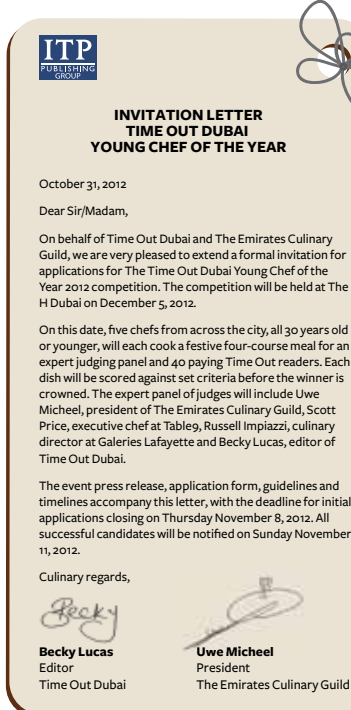 ITP
PUBLISHING
GROUP
INVITATION LETTER
TIME OUT DUBAI
YOUNG CHEF OF THE YEAR
October 31, 2012
Dear Sir/Madam,
On behalf of Time Out Dubai and The Emirates Culinary
Guild, we are very pleased to extend a formal invitation for
applications for The Time Out Dubai Young Chef of the
Year 2012 competition. The competition will be held at The
H Dubai on December 5, 2012.
On this date, five chefs from across the city, all 30 years old
or younger, will each cook a festive four-course meal for an
expert judging panel and 40 paying Time Out readers. Each
dish will be scored against set criteria before the winner is
crowned. The expert panel of judges will include Uwe
Micheel, president of The Emirates Culinary Guild, Scott
Price, executive chef at Table9, Russell Impiazzi, culinary
director at Galeries Lafayette and Becky Lucas, editor of
Time Out Dubai.
The event press release, application form, guidelines and
timelines accompany this letter, with the deadline for initial
applications closing on Thursday November 8, 2012. All
successful candidates will be notified on Sunday November
11, 2012.
Culinary regards,
Becky
Becky Lucas
Editor
Time Out Dubai
Uwe Micheel
President
The Emirates Culinary Guild